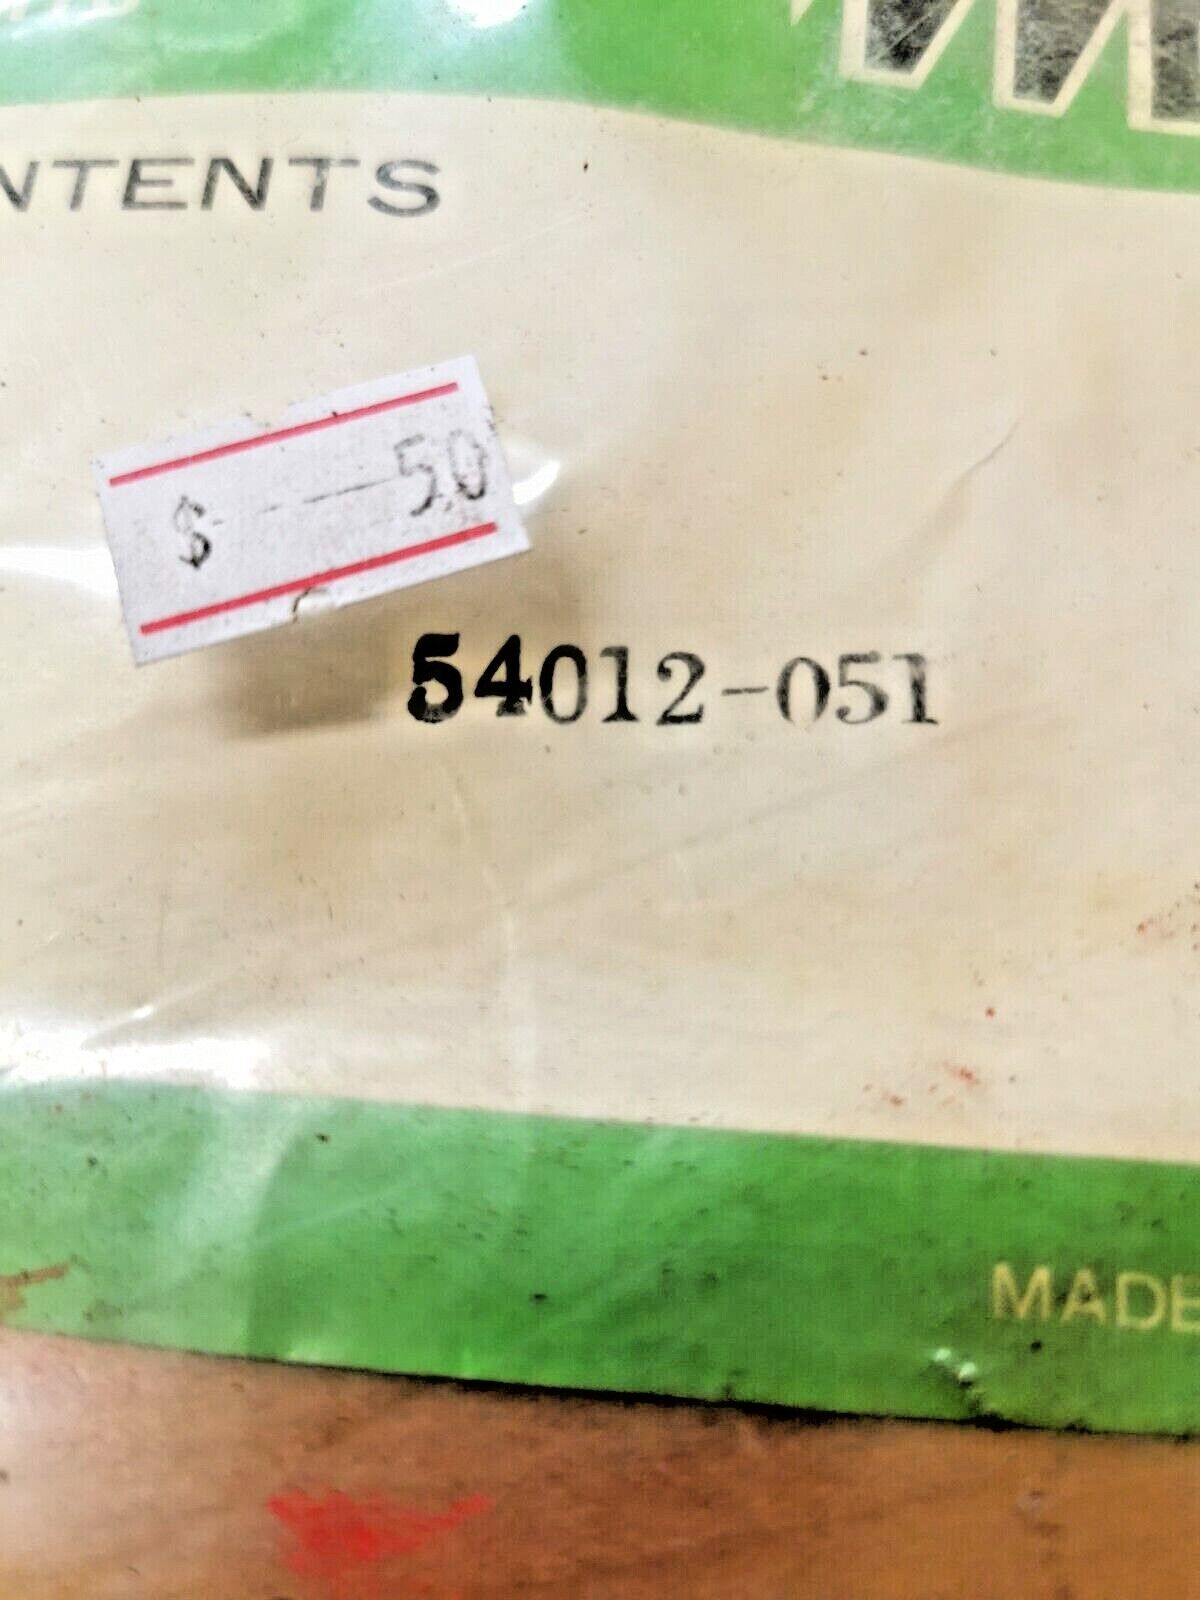 NTENTS
$ --- 50
54012-051
MADE